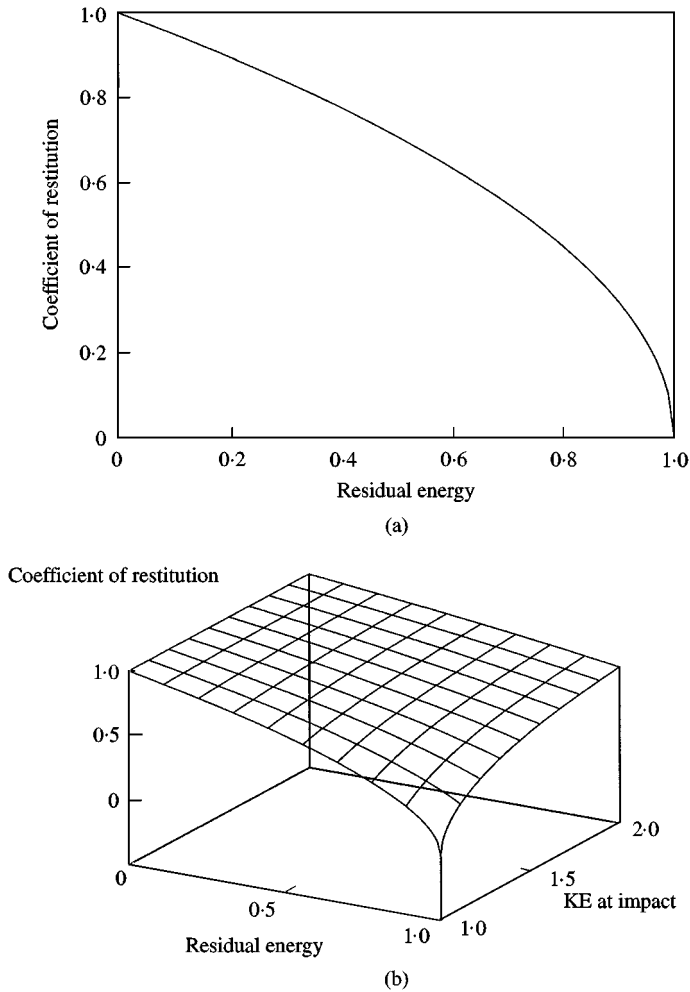 1·0
0·8
0·6
0·4
0·2
0
Coefficient of restitution
0 0·2 0·4 0·6 0·8 1·0
Residual energy
(a)
Coefficient of restitution
1·0
0·5
0
0
0·5
1·0
Residual energy
1·0
1·5
2·0
KE at impact
(b)